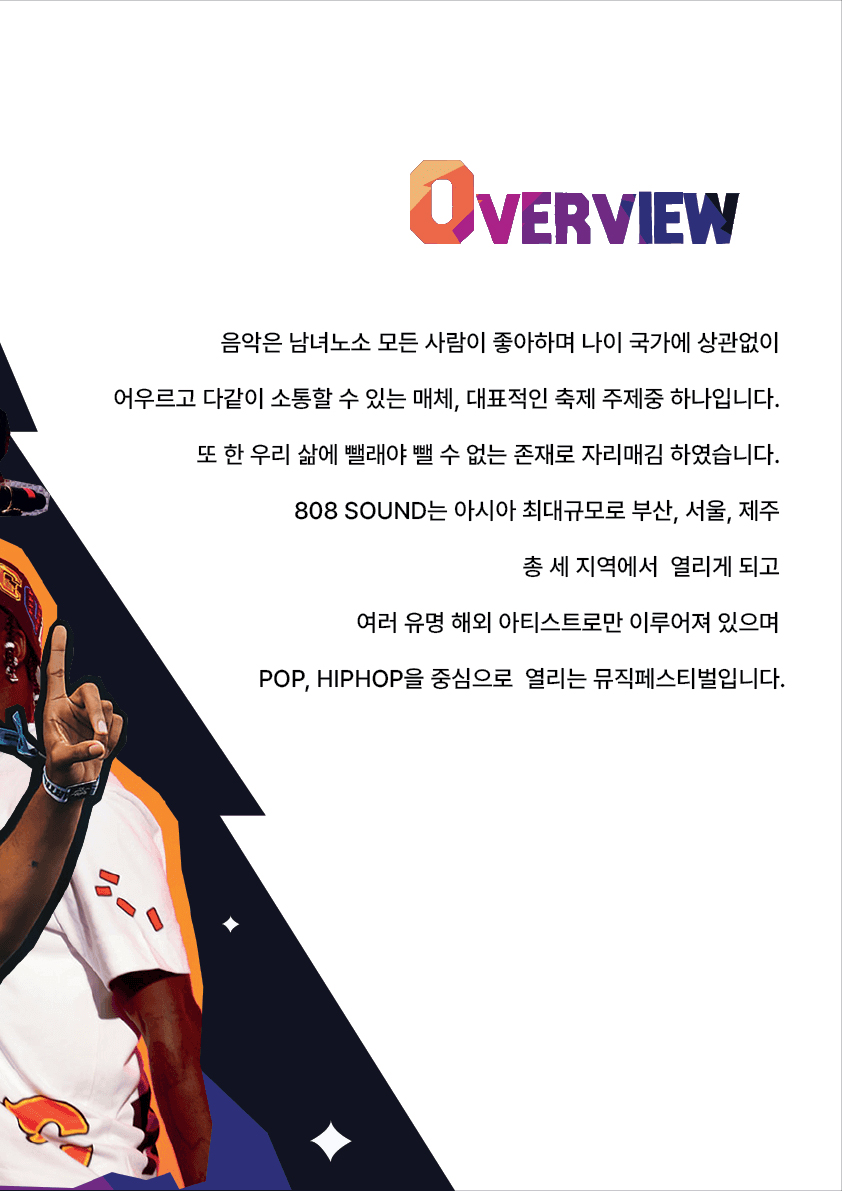 OVERVIEW
음악은 남녀노소 모든 사람이 좋아하며 나이 국가에 상관없이
어우르고 다같이 소통할 수 있는 매체, 대표적인 축제 주제중 하나입니다.
또 한 우리 삶에 뺄래야 뺄 수 없는 존재로 자리매김 하였습니다.
808 SOUND는 아시아 최대규모로 부산, 서울, 제주
총 세 지역에서 열리게 되고
여러 유명 해외 아티스트로만 이루어져 있으며
POP, HIPHOP을 중심으로 열리는 뮤직페스티벌입니다.